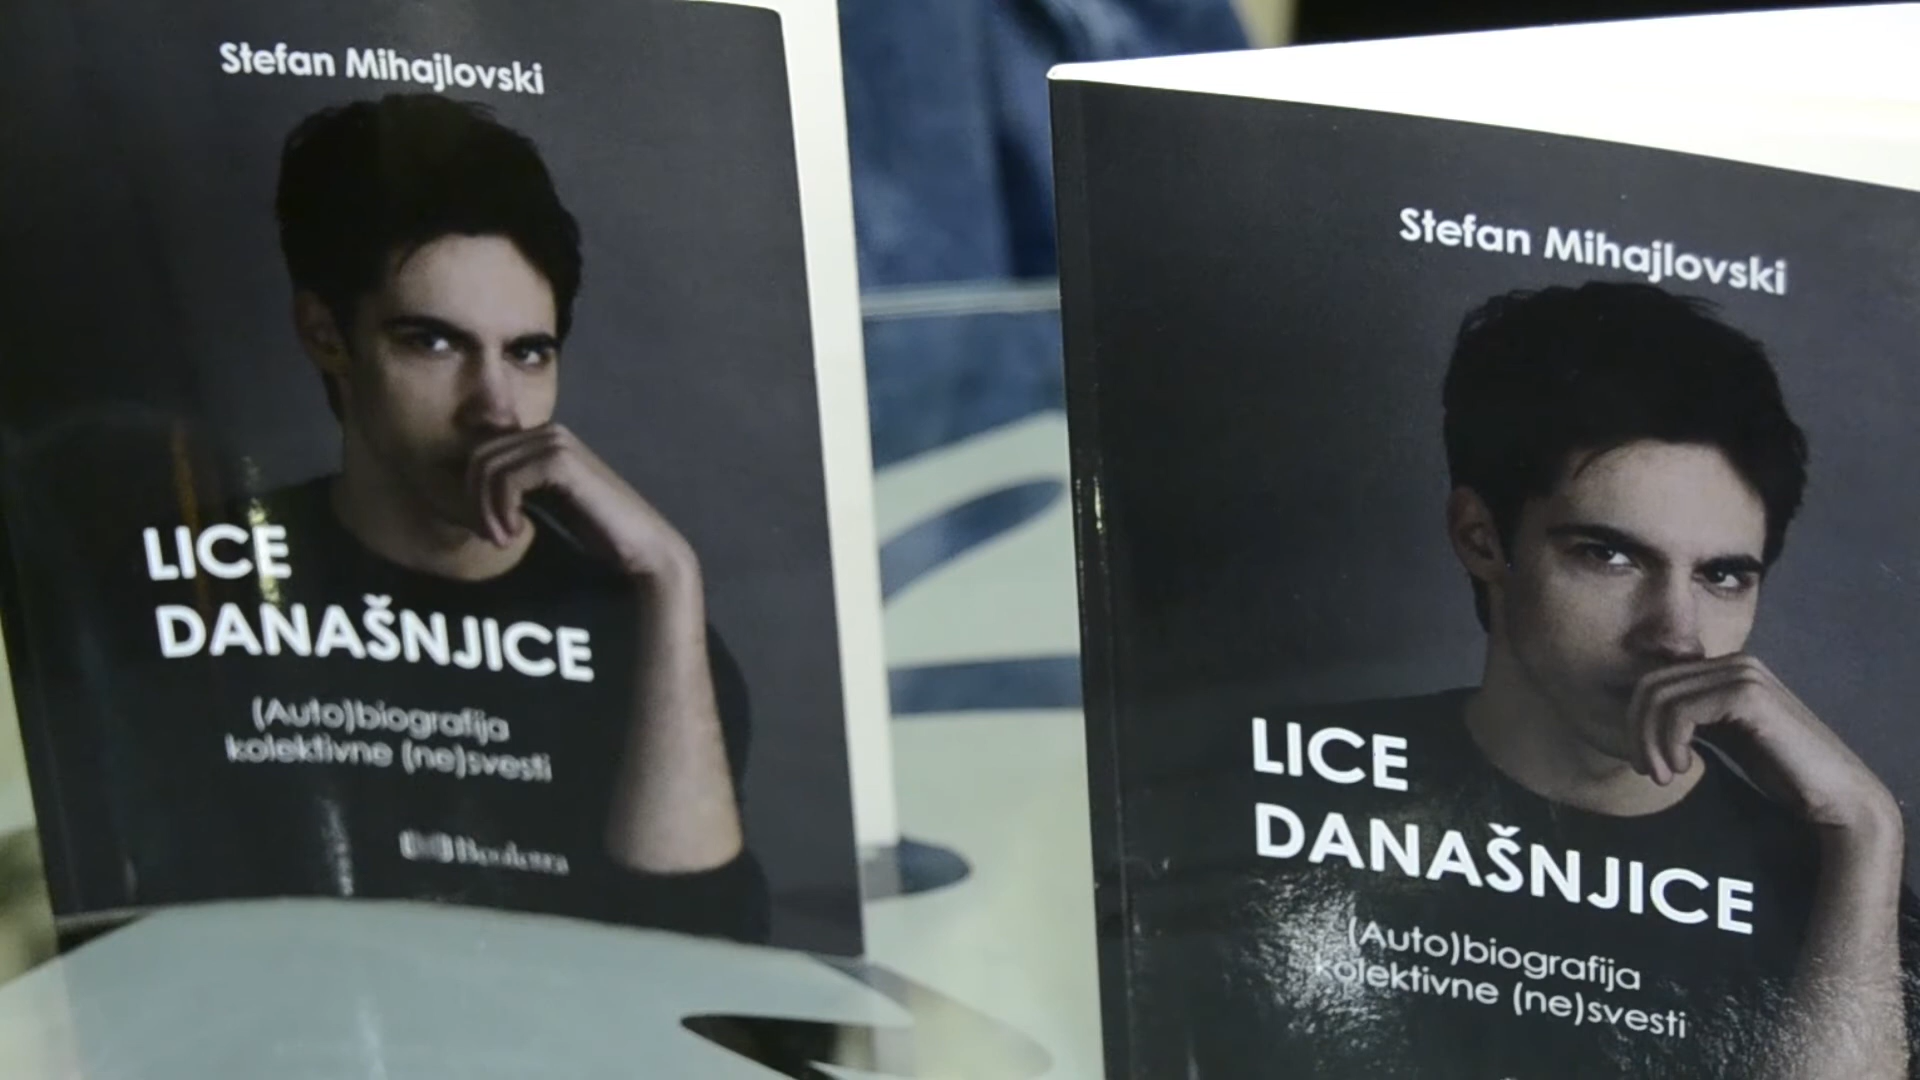 Stefan Mihajlovski
LICE
DANAŠNJICE
(Auto)biografija
kolektivne (ne)svesti
Stefan Mihajlovski
LICE
DANAŠNJICE
(Auto)biografija
kolektivne (ne)svesti